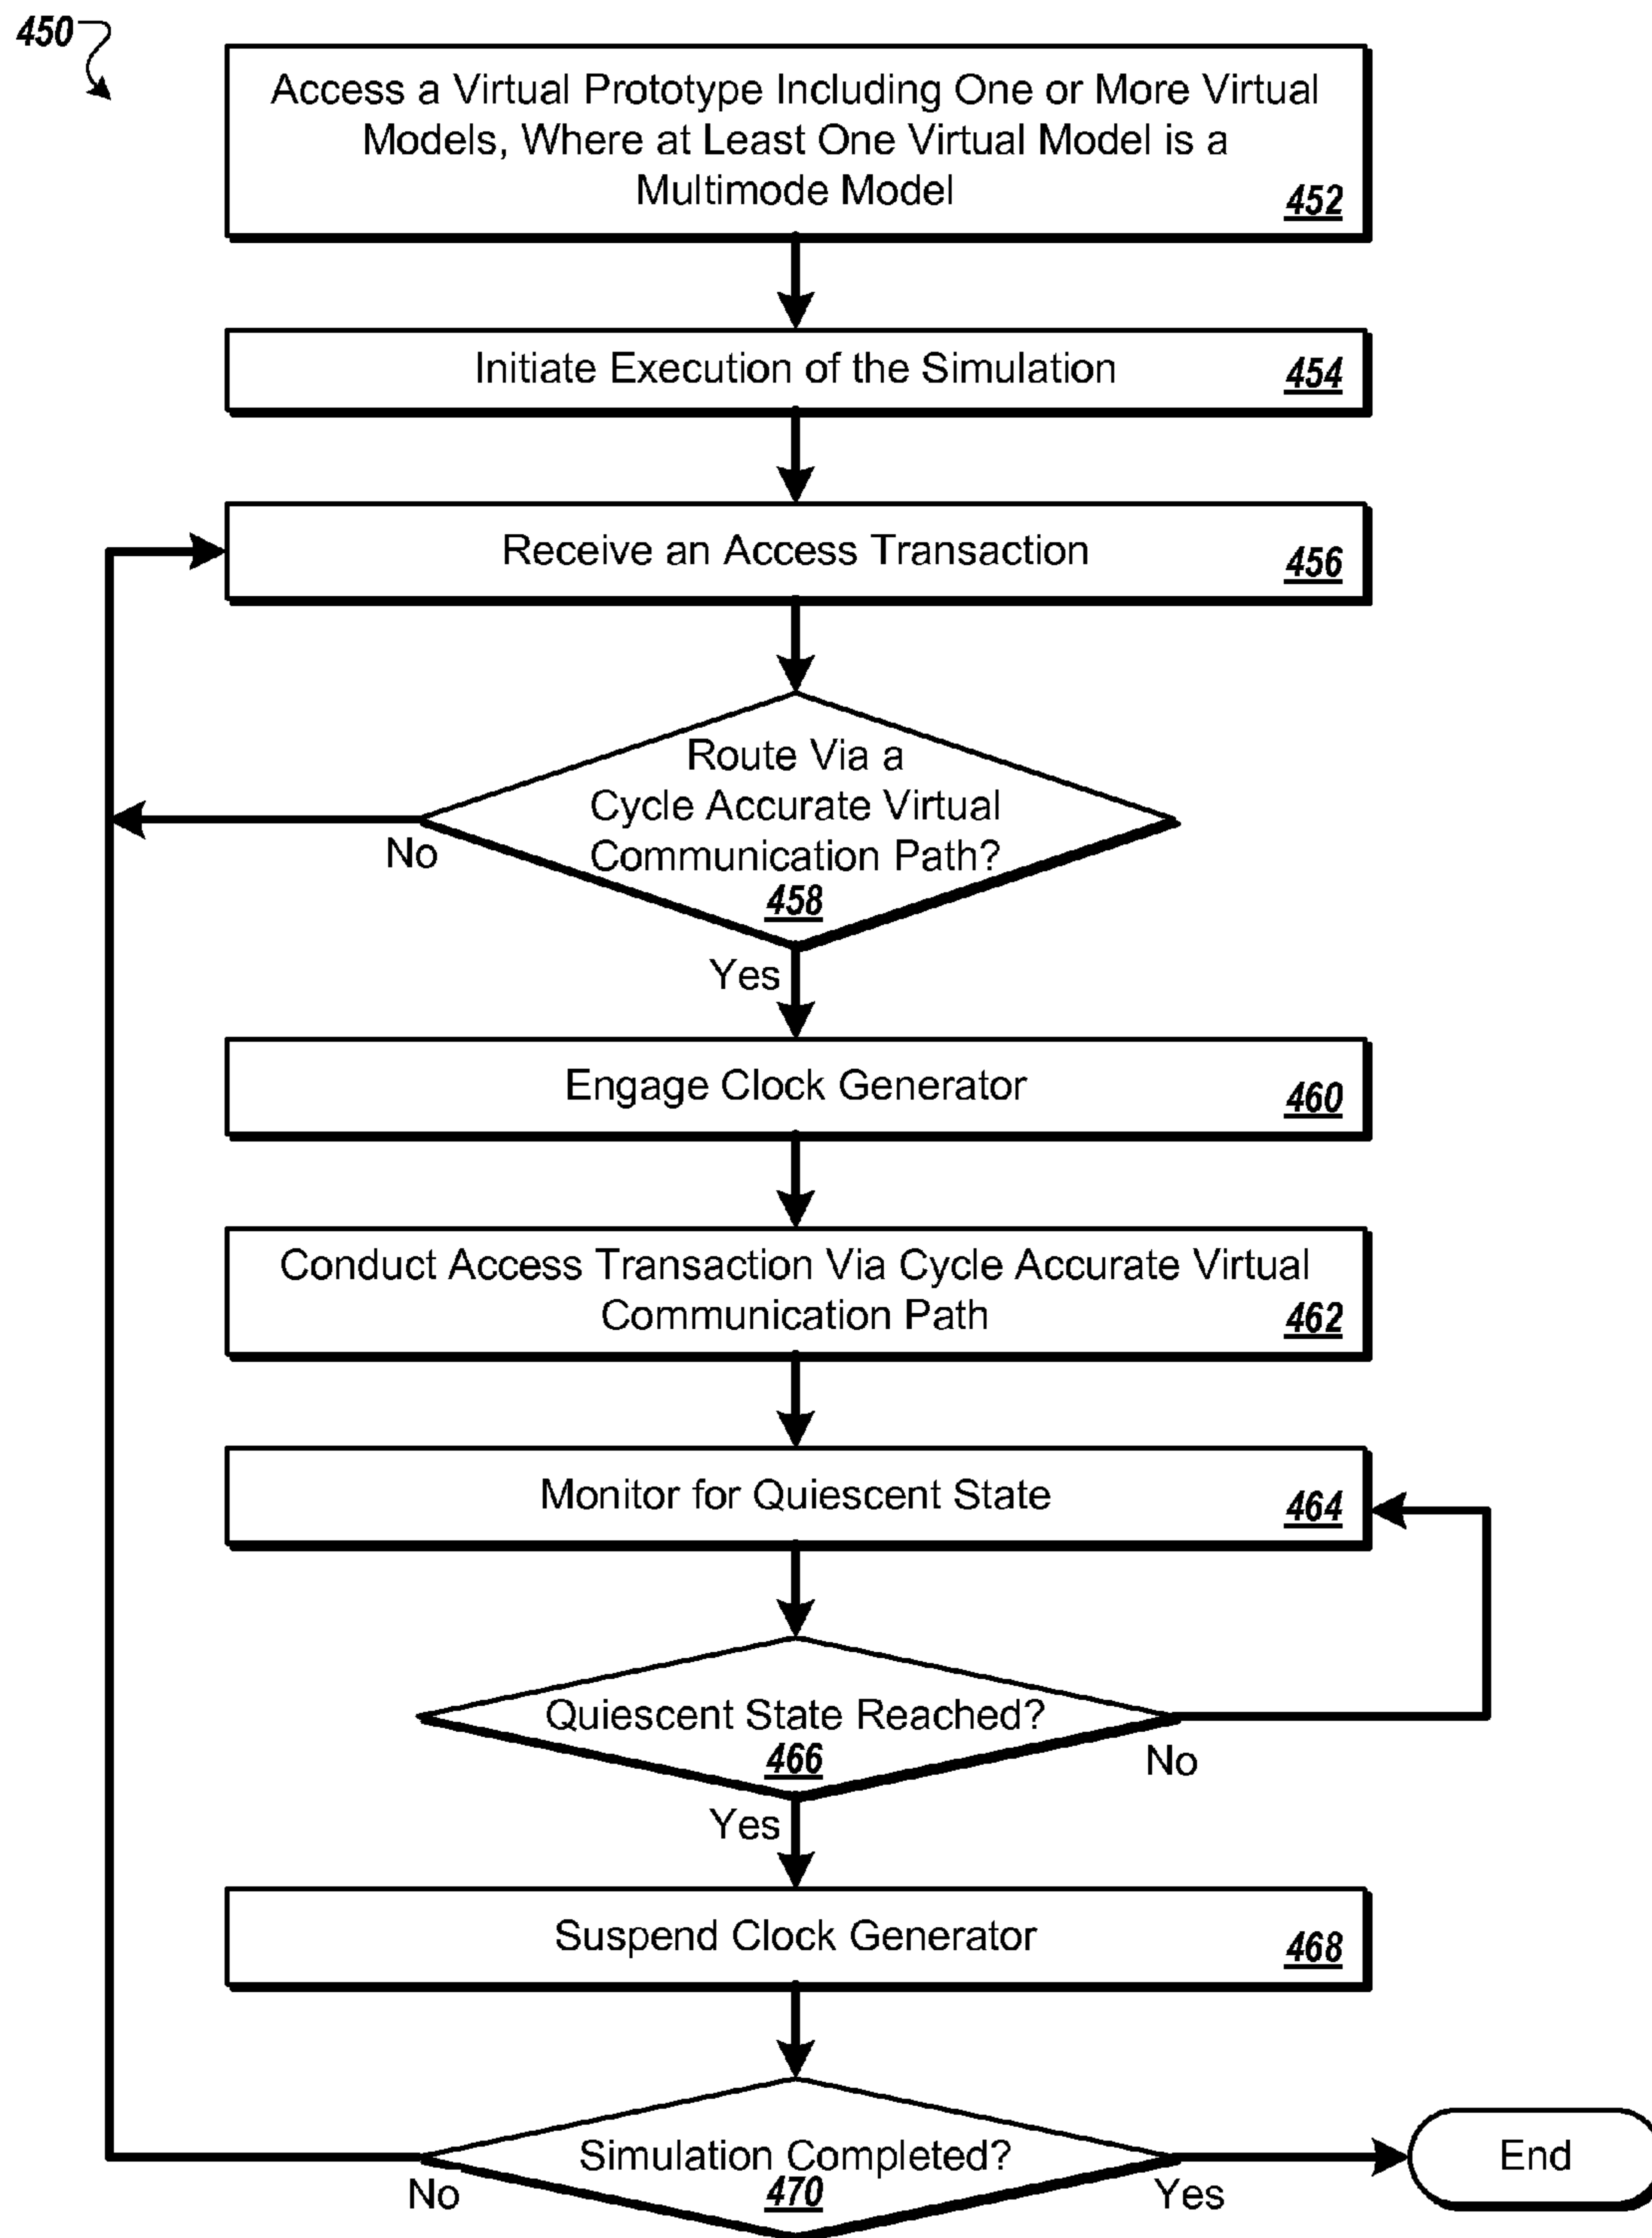 450
Access a Virtual Prototype Including One or More Virtual
Models, Where at Least One Virtual Model is a
Multimode Model
452
Initiate Execution of the Simulation
454
Receive an Access Transaction
456
Route Via a
Cycle Accurate Virtual
Communication Path?
458
No
Yes
Engage Clock Generator
460
Conduct Access Transaction Via Cycle Accurate Virtual
Communication Path
462
Monitor for Quiescent State
464
Quiescent State Reached?
466
No
Yes
Suspend Clock Generator
468
Simulation Completed?
470
No
Yes
End